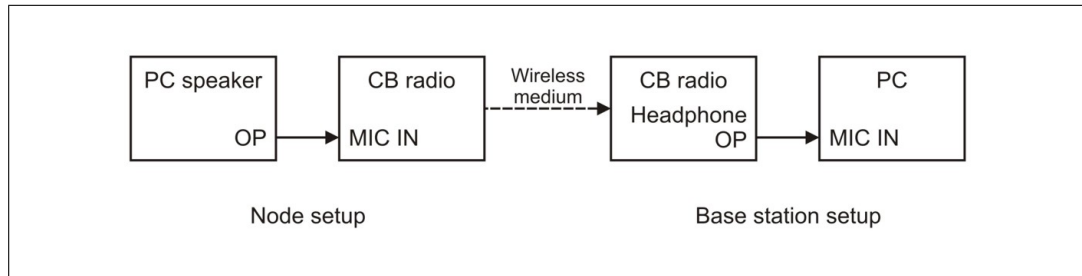 PC speaker
OP
CB radio
MIC IN
Wireless
medium
CB radio
Headphone
OP
PC
MIC IN
Node setup
Base station setup